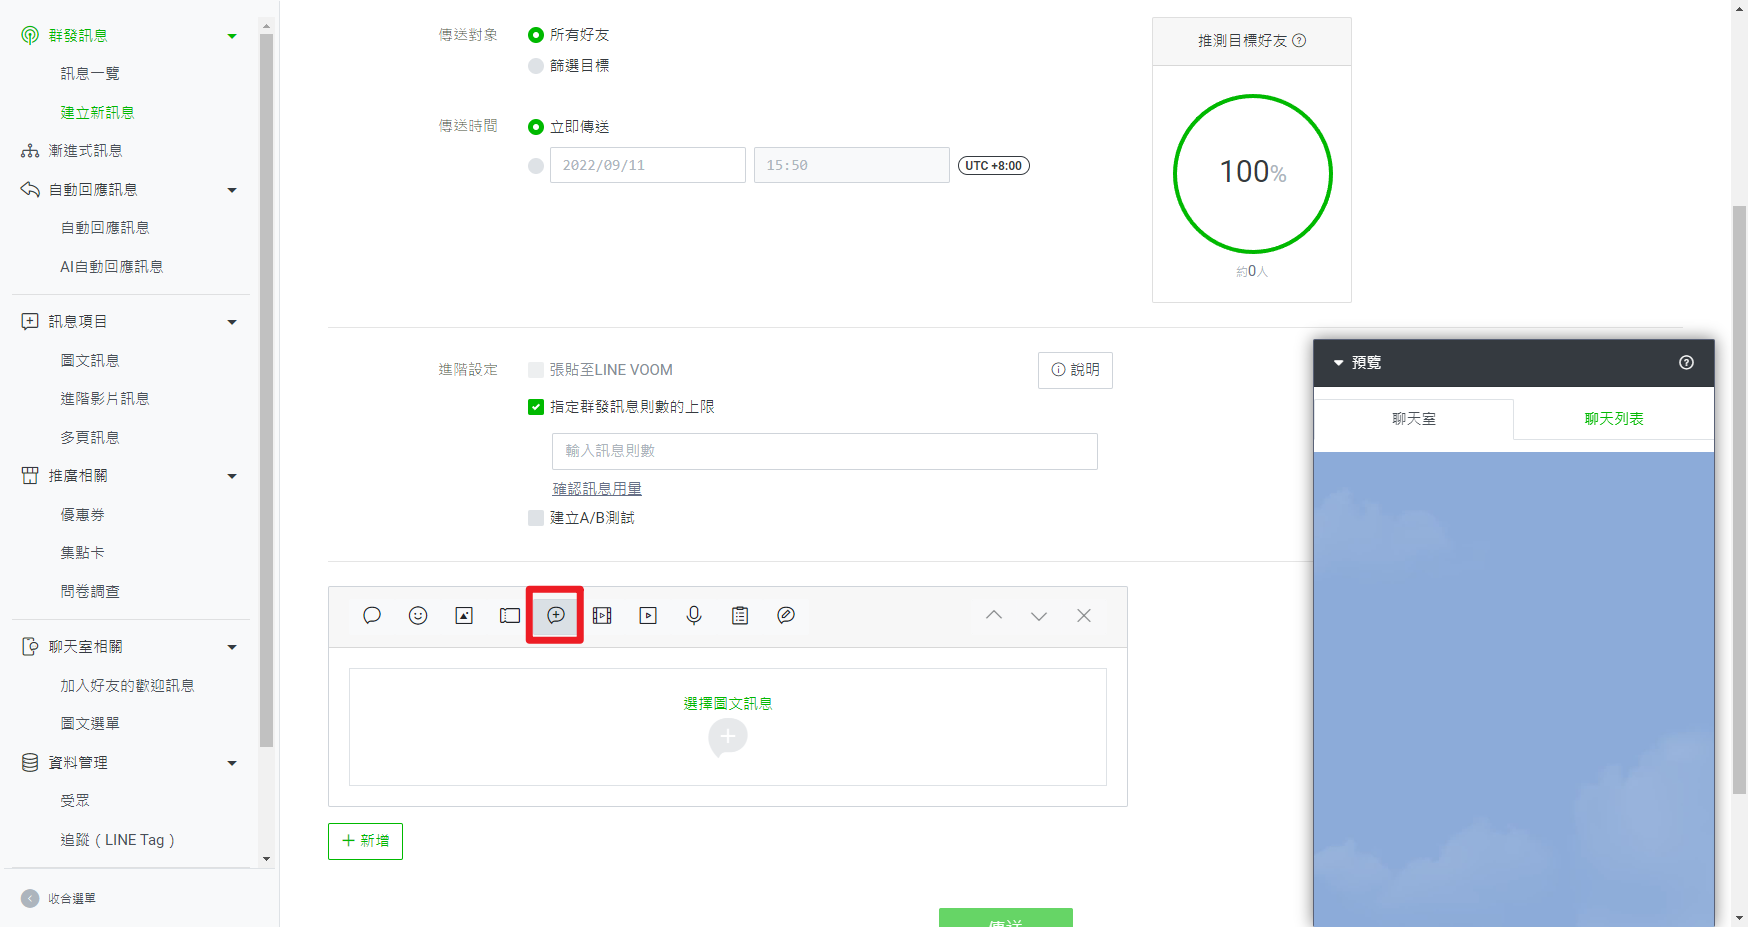 群發訊息
訊息一覽
建立新訊息
漸進式訊息
自動回應訊息
自動回應訊息
AI自動回應訊息
訊息項目
圖文訊息
進階影片訊息
多頁訊息
推廣相關
優惠券
集點卡
問卷調查
聊天室相關
加入好友的歡迎訊息
圖文選單
資料管理
受眾
追蹤（LINE Tag）
收合選單
傳送對象
所有好友
篩選目標
傳送時間
立即傳送
2022/09/11 15:50 UTC +8:00
推測目標好友
100%
約0人
進階設定
張貼至LINE VOOM
說明
指定群發訊息則數的上限
輸入訊息則數
確認訊息用量
建立A/B測試
選擇圖文訊息
新增
傳送
預覽
聊天室 聊天列表